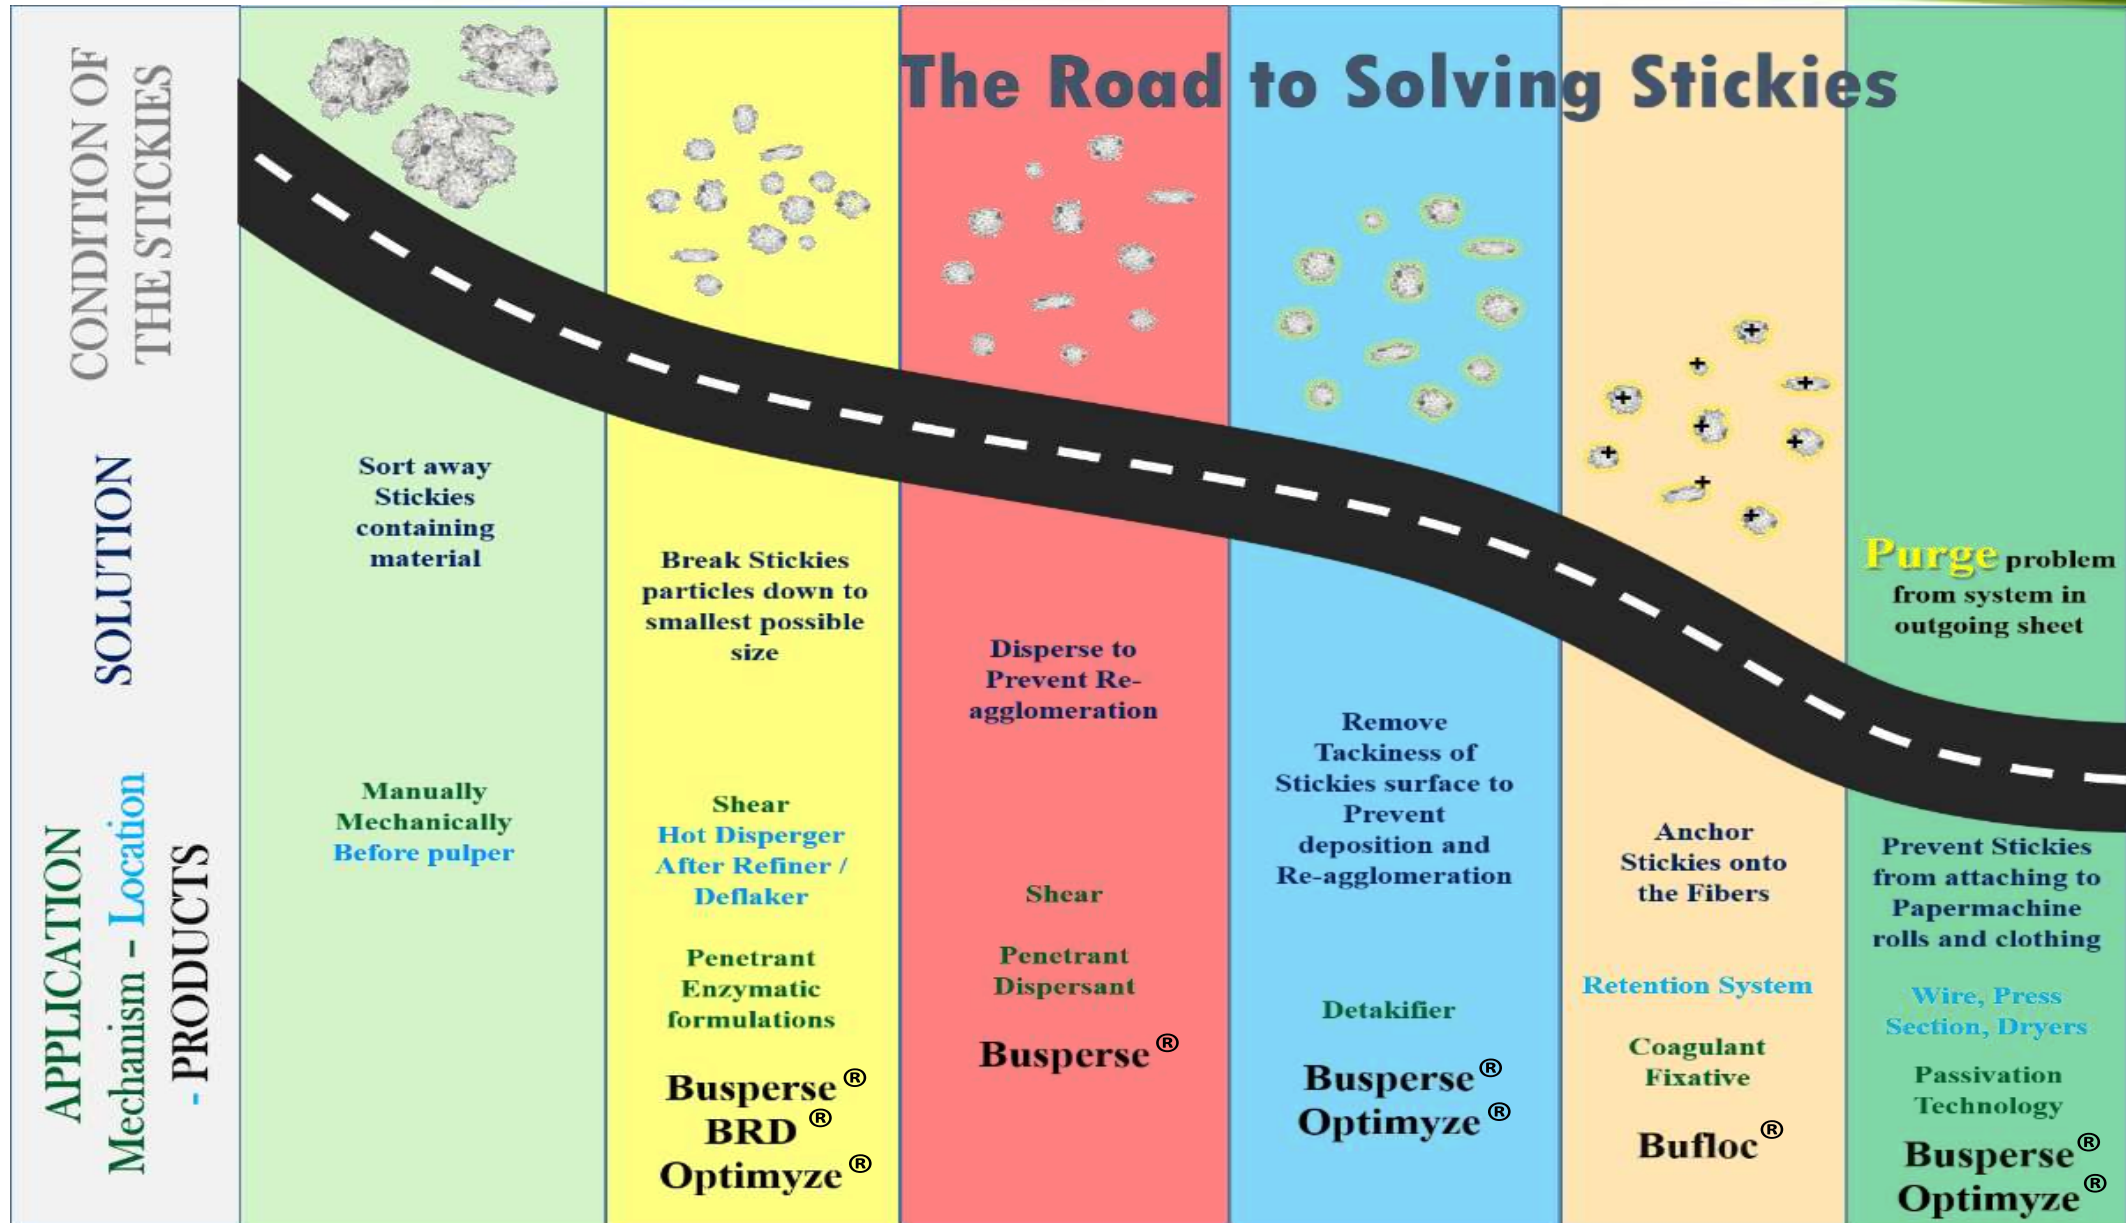 The Road to Solving Stickies
CONDITION OF
THE STICKIES
SOLUTION
APPLICATION
Mechanism – Location
- PRODUCTS
Sort away
Stickies
containing
material
Manually
Mechanically
Before pulper
Break Stickies
particles down to
smallest possible
size
Shear
Hot Disperger
After Refiner /
Deflaker
Penetrant
Enzymatic
formulations
Busperse®
BRD®
Optimyze®
Disperse to
Prevent Re-
agglomeration
Shear
Penetrant
Dispersant
Busperse®
Remove
Tackiness of
Stickies surface to
Prevent
deposition and
Re-agglomeration
Detakifier
Busperse®
Optimyze®
+
+
+
+
+
+
+
+
+
Anchor
Stickies onto
the Fibers
Retention System
Coagulant
Fixative
Bufloc®
Purge problem
from system in
outgoing sheet
Prevent Stickies
from attaching to
Papermachine
rolls and clothing
Wire, Press
Section, Dryers
Passivation
Technology
Busperse®
Optimyze®